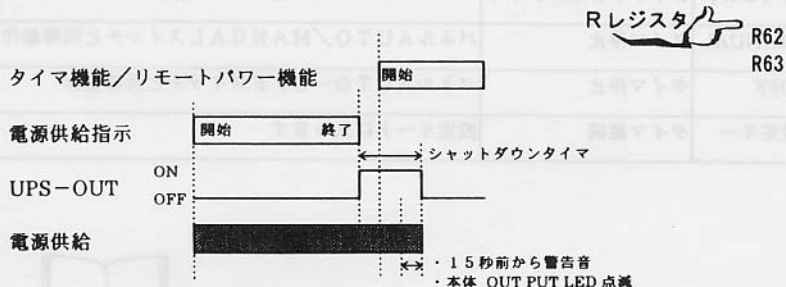 Rレジスタ
R62
R63
タイマ機能／リモートパワー機能
開始
電源供給指示
開始 終了
シャットダウンタイマ
UPS-OUT
ON
OFF
電源供給
・15秒前から警告音
・本体 OUT PUT LED 点滅